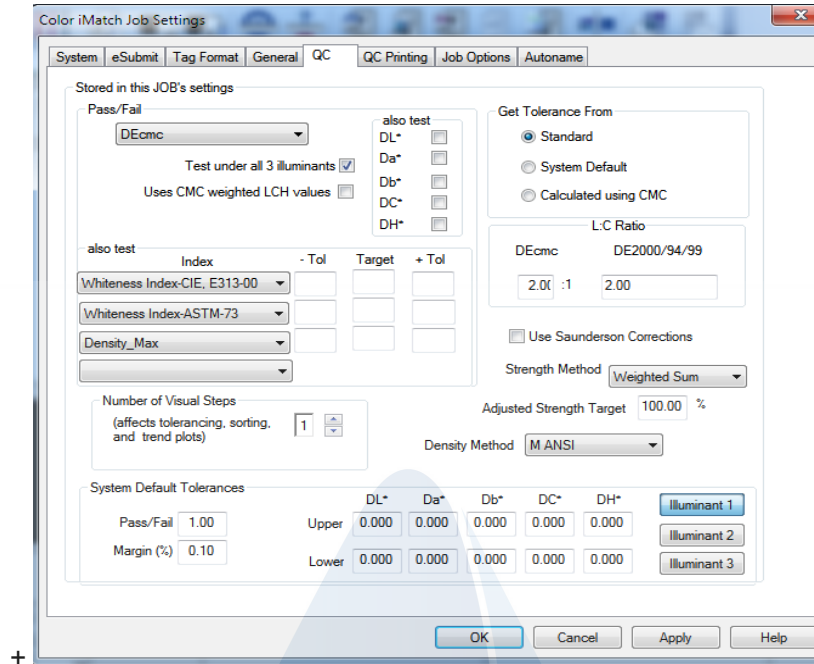 Color iMatch Job Settings
System eSubmit Tag Format General QC QC Printing Job Options Autoname
Stored in this JOB's settings
Pass/Fail
DEcmc
Test under all 3 illuminants
Uses CMC weighted LCH values
also test
DL*
Da*
Db*
DC*
DH*
Get Tolerance From
Standard
System Default
Calculated using CMC
L:C Ratio
DEcmc DE2000/94/99
2.0( :1 2.00
also test
Index - Tol Target + Tol
Whiteness Index-CIE, E313-00
Whiteness Index-ASTM-73
Density_Max
Use Saunderson Corrections
Strength Method Weighted Sum
Adjusted Strength Target 100.00 %
Density Method M ANSI
Number of Visual Steps
(affects tolerancing, sorting,
and trend plots)
1
System Default Tolerances
Pass/Fail 1.00
Margin (%) 0.10
DL* Da* Db* DC* DH*
Upper 0.000 0.000 0.000 0.000 0.000
Lower 0.000 0.000 0.000 0.000 0.000
Illuminant 1
Illuminant 2
Illuminant 3
OK Cancel Apply Help
+